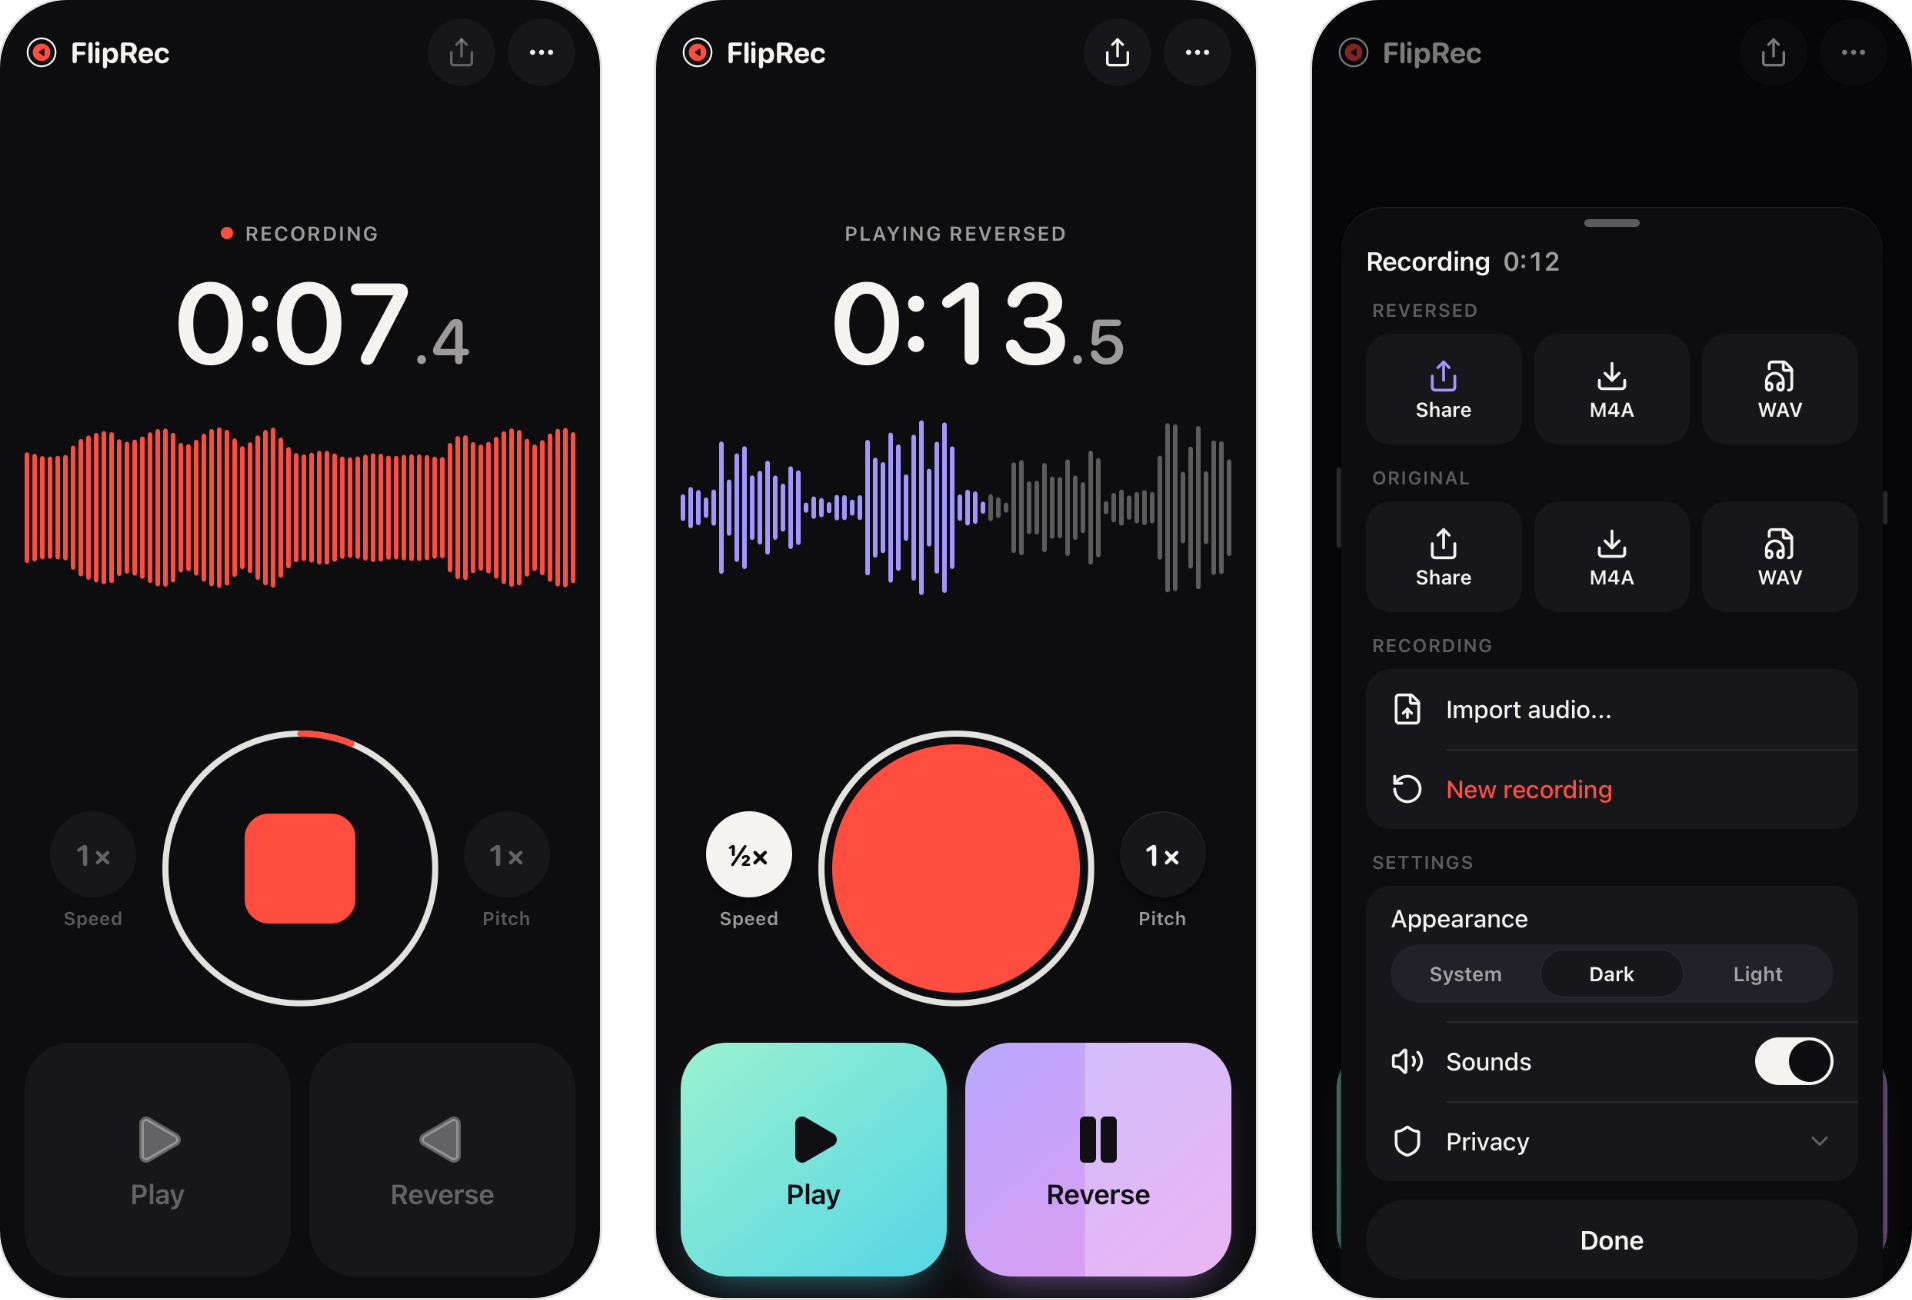 FlipRec
RECORDING
0:07.4
1×
Speed
1×
Pitch
Play
Reverse
FlipRec
PLAYING REVERSED
0:13.5
½×
Speed
1×
Pitch
Play
Reverse
FlipRec
Recording 0:12
REVERSED
Share
M4A
WAV
ORIGINAL
Share
M4A
WAV
RECORDING
Import audio...
New recording
SETTINGS
Appearance
System
Dark
Light
Sounds
Privacy
Done